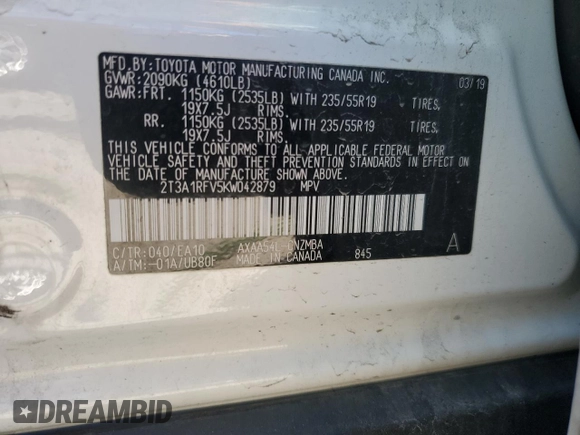 MFD.BY:TOYOTA MOTOR MANUFACTURING CANADA INC.
GVWR:2090KG (4610LB) 03/19
GAWR:FRT. 1150KG (2535LB) WITH 235/55R19 TIRES,
19X7.5J RIMS.
RR. 1150KG (2535LB) WITH 235/55R19 TIRES,
19X7.5J RIMS.
THIS VEHICLE CONFORMS TO ALL APPLICABLE FEDERAL MOTOR
VEHICLE SAFETY AND THEFT PREVENTION STANDARDS IN EFFECT ON
THE DATE OF MANUFACTURE SHOWN ABOVE.
2T3A1RFV5KW042879 MPV
C/TR:040/EA10
A/TM:-01A/UB80F MADE IN CANADA 845 A
DREAMBID